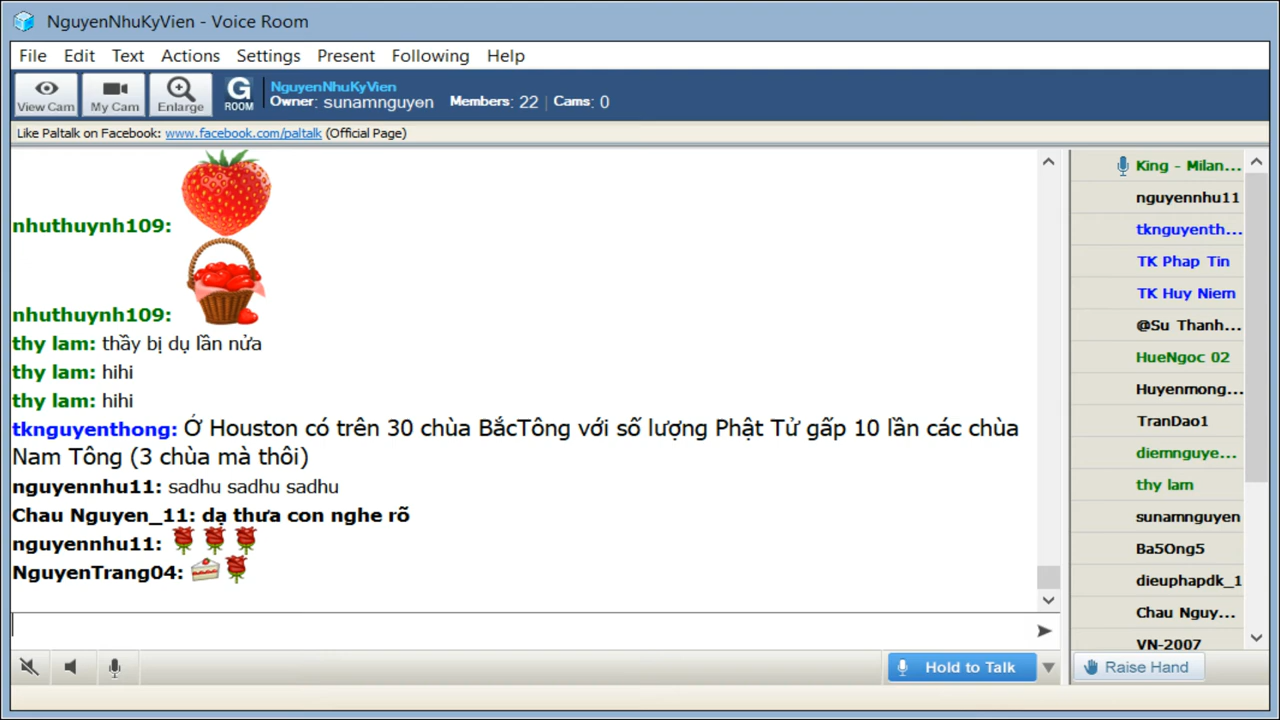 NguyenNhuKyVien - Voice Room
File Edit Text Actions Settings Present Following Help
View Cam My Cam Enlarge G ROOM
NguyenNhuKyVien
Owner: sunamnguyen Members: 22 | Cams: 0
Like Paltalk on Facebook: www.facebook.com/paltalk (Official Page)
nhuthuynh109:
nhuthuynh109:
thy lam: thầy bị dụ lần nửa
thy lam: hihi
thy lam: hihi
tknguyenthong: Ở Houston có trên 30 chùa BắcTông với số lượng Phật Tử gấp 10 lần các chùa
Nam Tông (3 chùa mà thôi)
nguyennhu11: sadhu sadhu sadhu
Chau Nguyen_11: dạ thưa con nghe rõ
nguyennhu11:
NguyenTrang04:
King - Milan...
nguyennhu11
tknguyenth...
TK Phap Tin
TK Huy Niem
@Su Thanh...
HueNgoc 02
Huyenmong...
TranDao1
diemnguye...
thy lam
sunamnguyen
Ba5Ong5
dieuphapdk_1
Chau Nguy...
VN-2007
Hold to Talk
Raise Hand